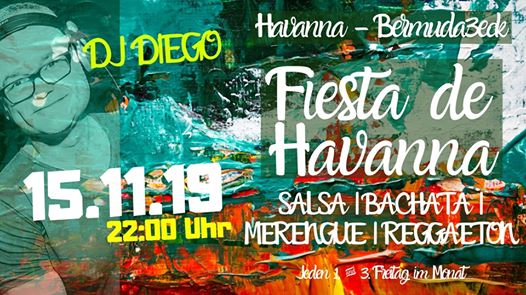 Havanna - Bermuda3eck
DJ DIEGO
Fiesta de
Havanna
15.11.19
22:00 Uhr
SALSA | BACHATA |
MERENGUE | REGGAETON
Jeden 1. 3. Freitag im Monat